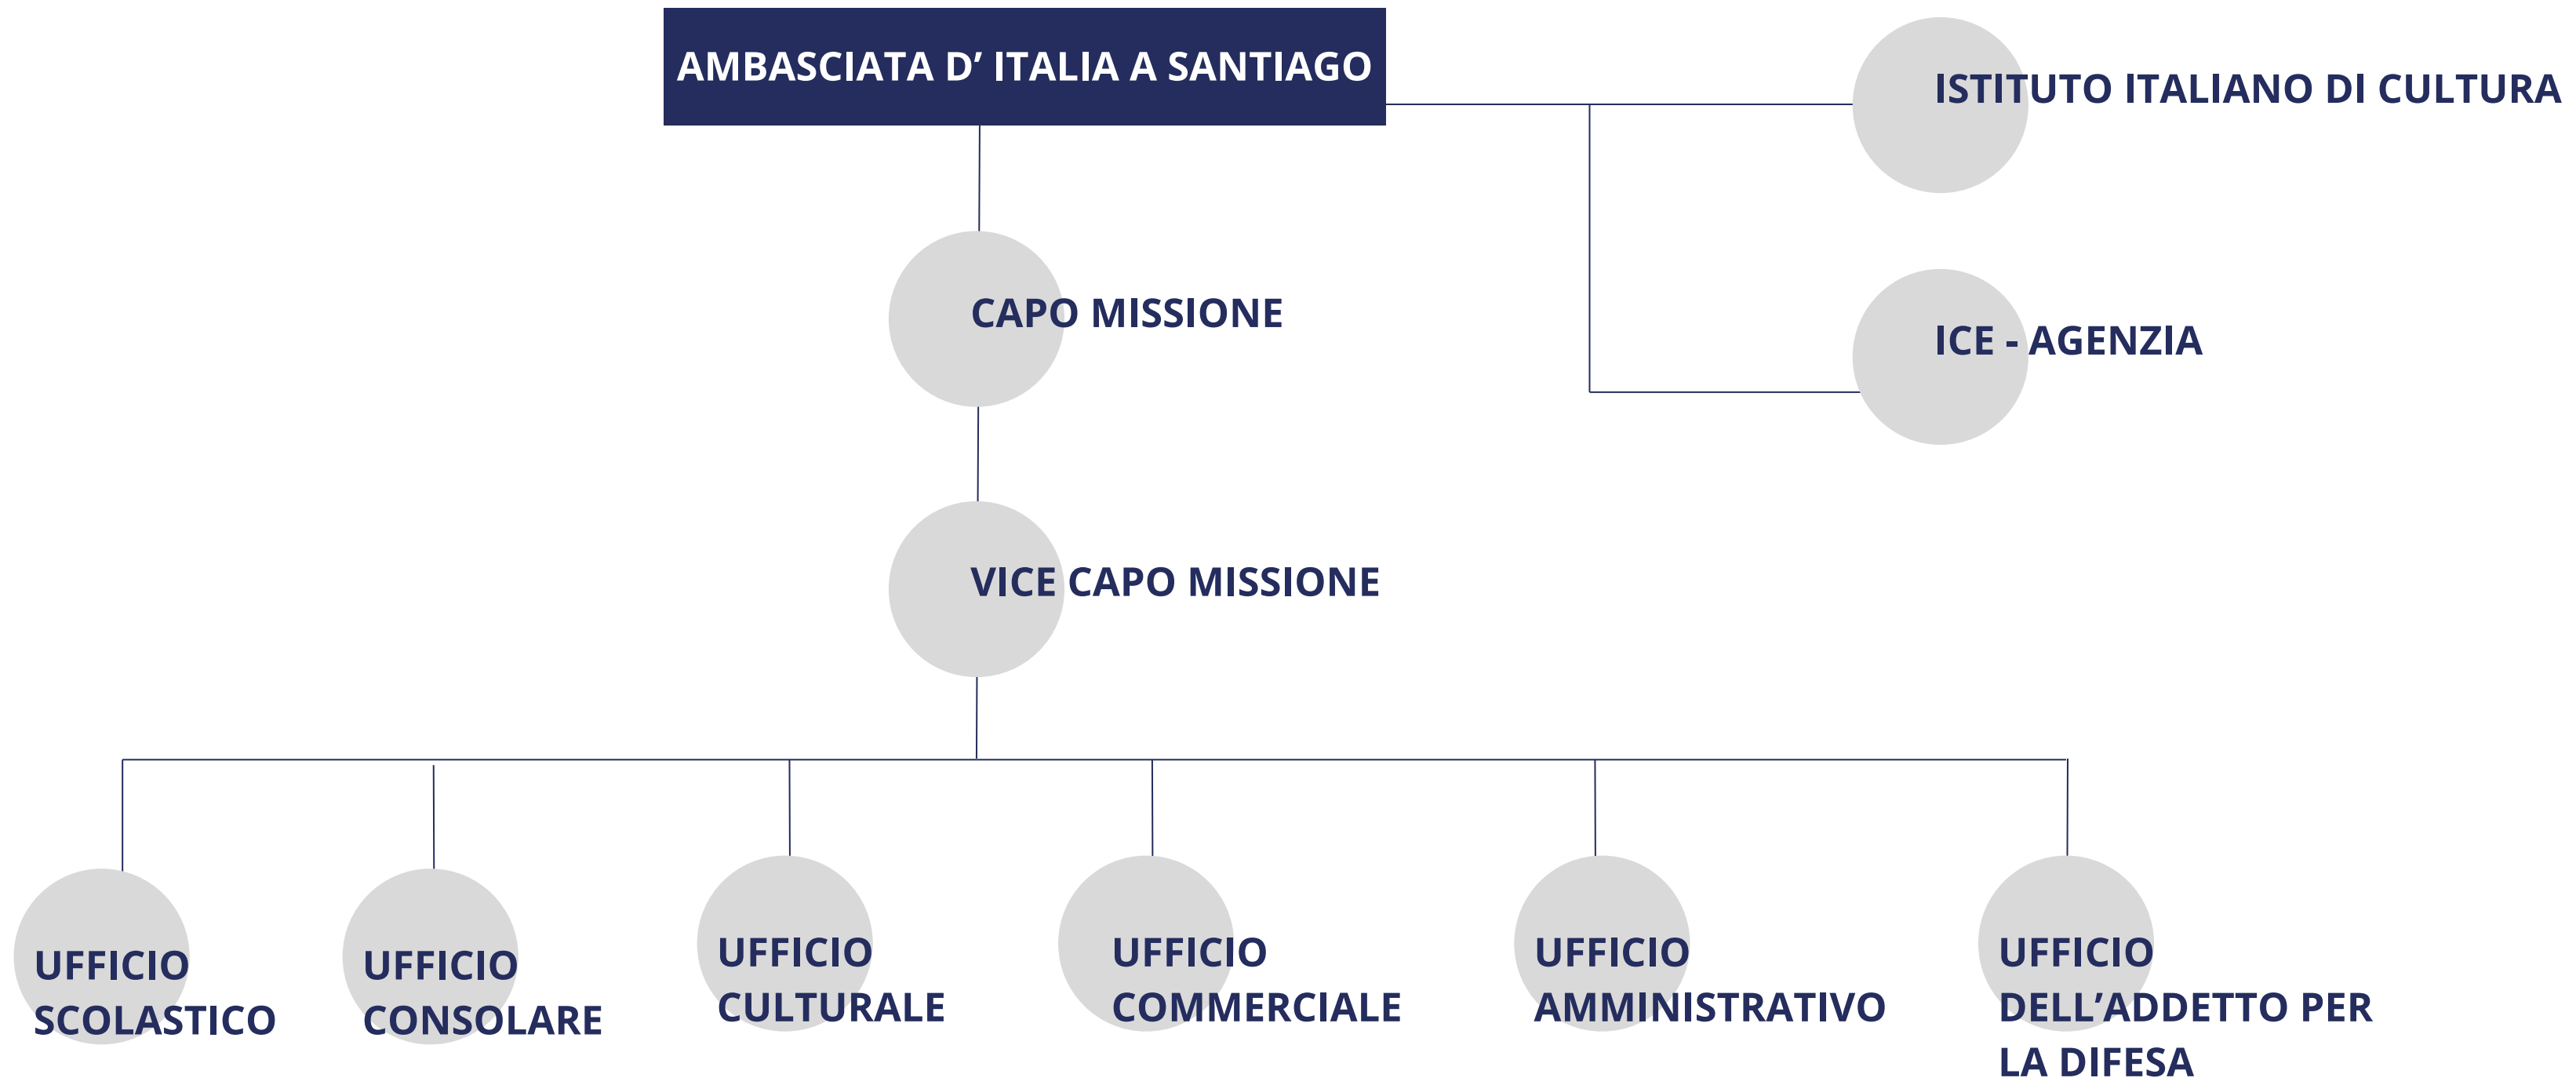 AMBASCIATA D’ ITALIA A SANTIAGO
ISTITUTO ITALIANO DI CULTURA
CAPO MISSIONE
ICE - AGENZIA
VICE CAPO MISSIONE
UFFICIO
SCOLASTICO
UFFICIO
CONSOLARE
UFFICIO
CULTURALE
UFFICIO
COMMERCIALE
UFFICIO
AMMINISTRATIVO
UFFICIO
DELL’ADDETTO PER
LA DIFESA